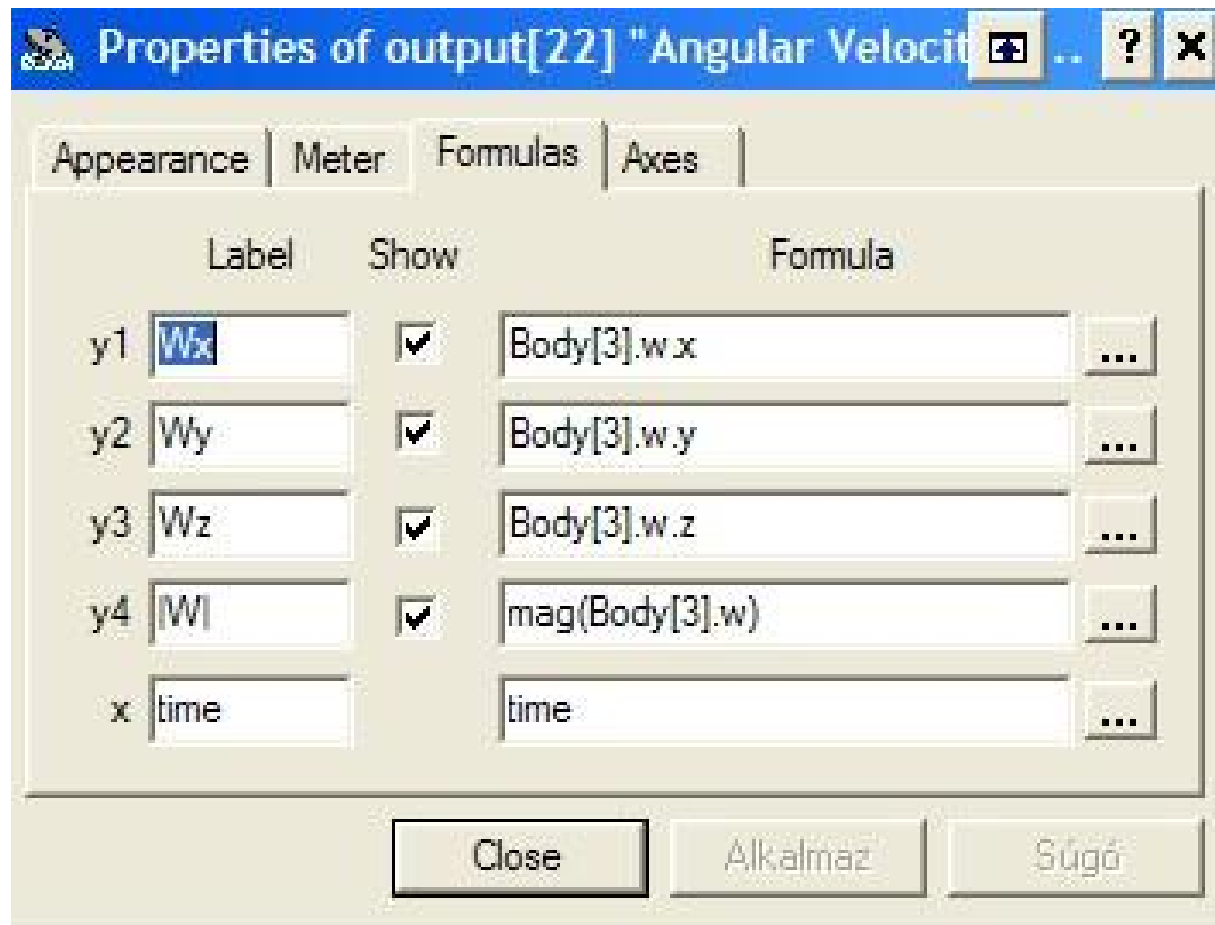 Properties of output[22] "Angular Velocit .. ?
Appearance Meter Formulas Axes
Label Show Formula
y1 Wx Body[3].w.x ...
y2 Wy Body[3].w.y ...
y3 Wz Body[3].w.z ...
y4 |W| mag(Body[3].w) ...
x time time ...
Close Alkalmaz Súgó